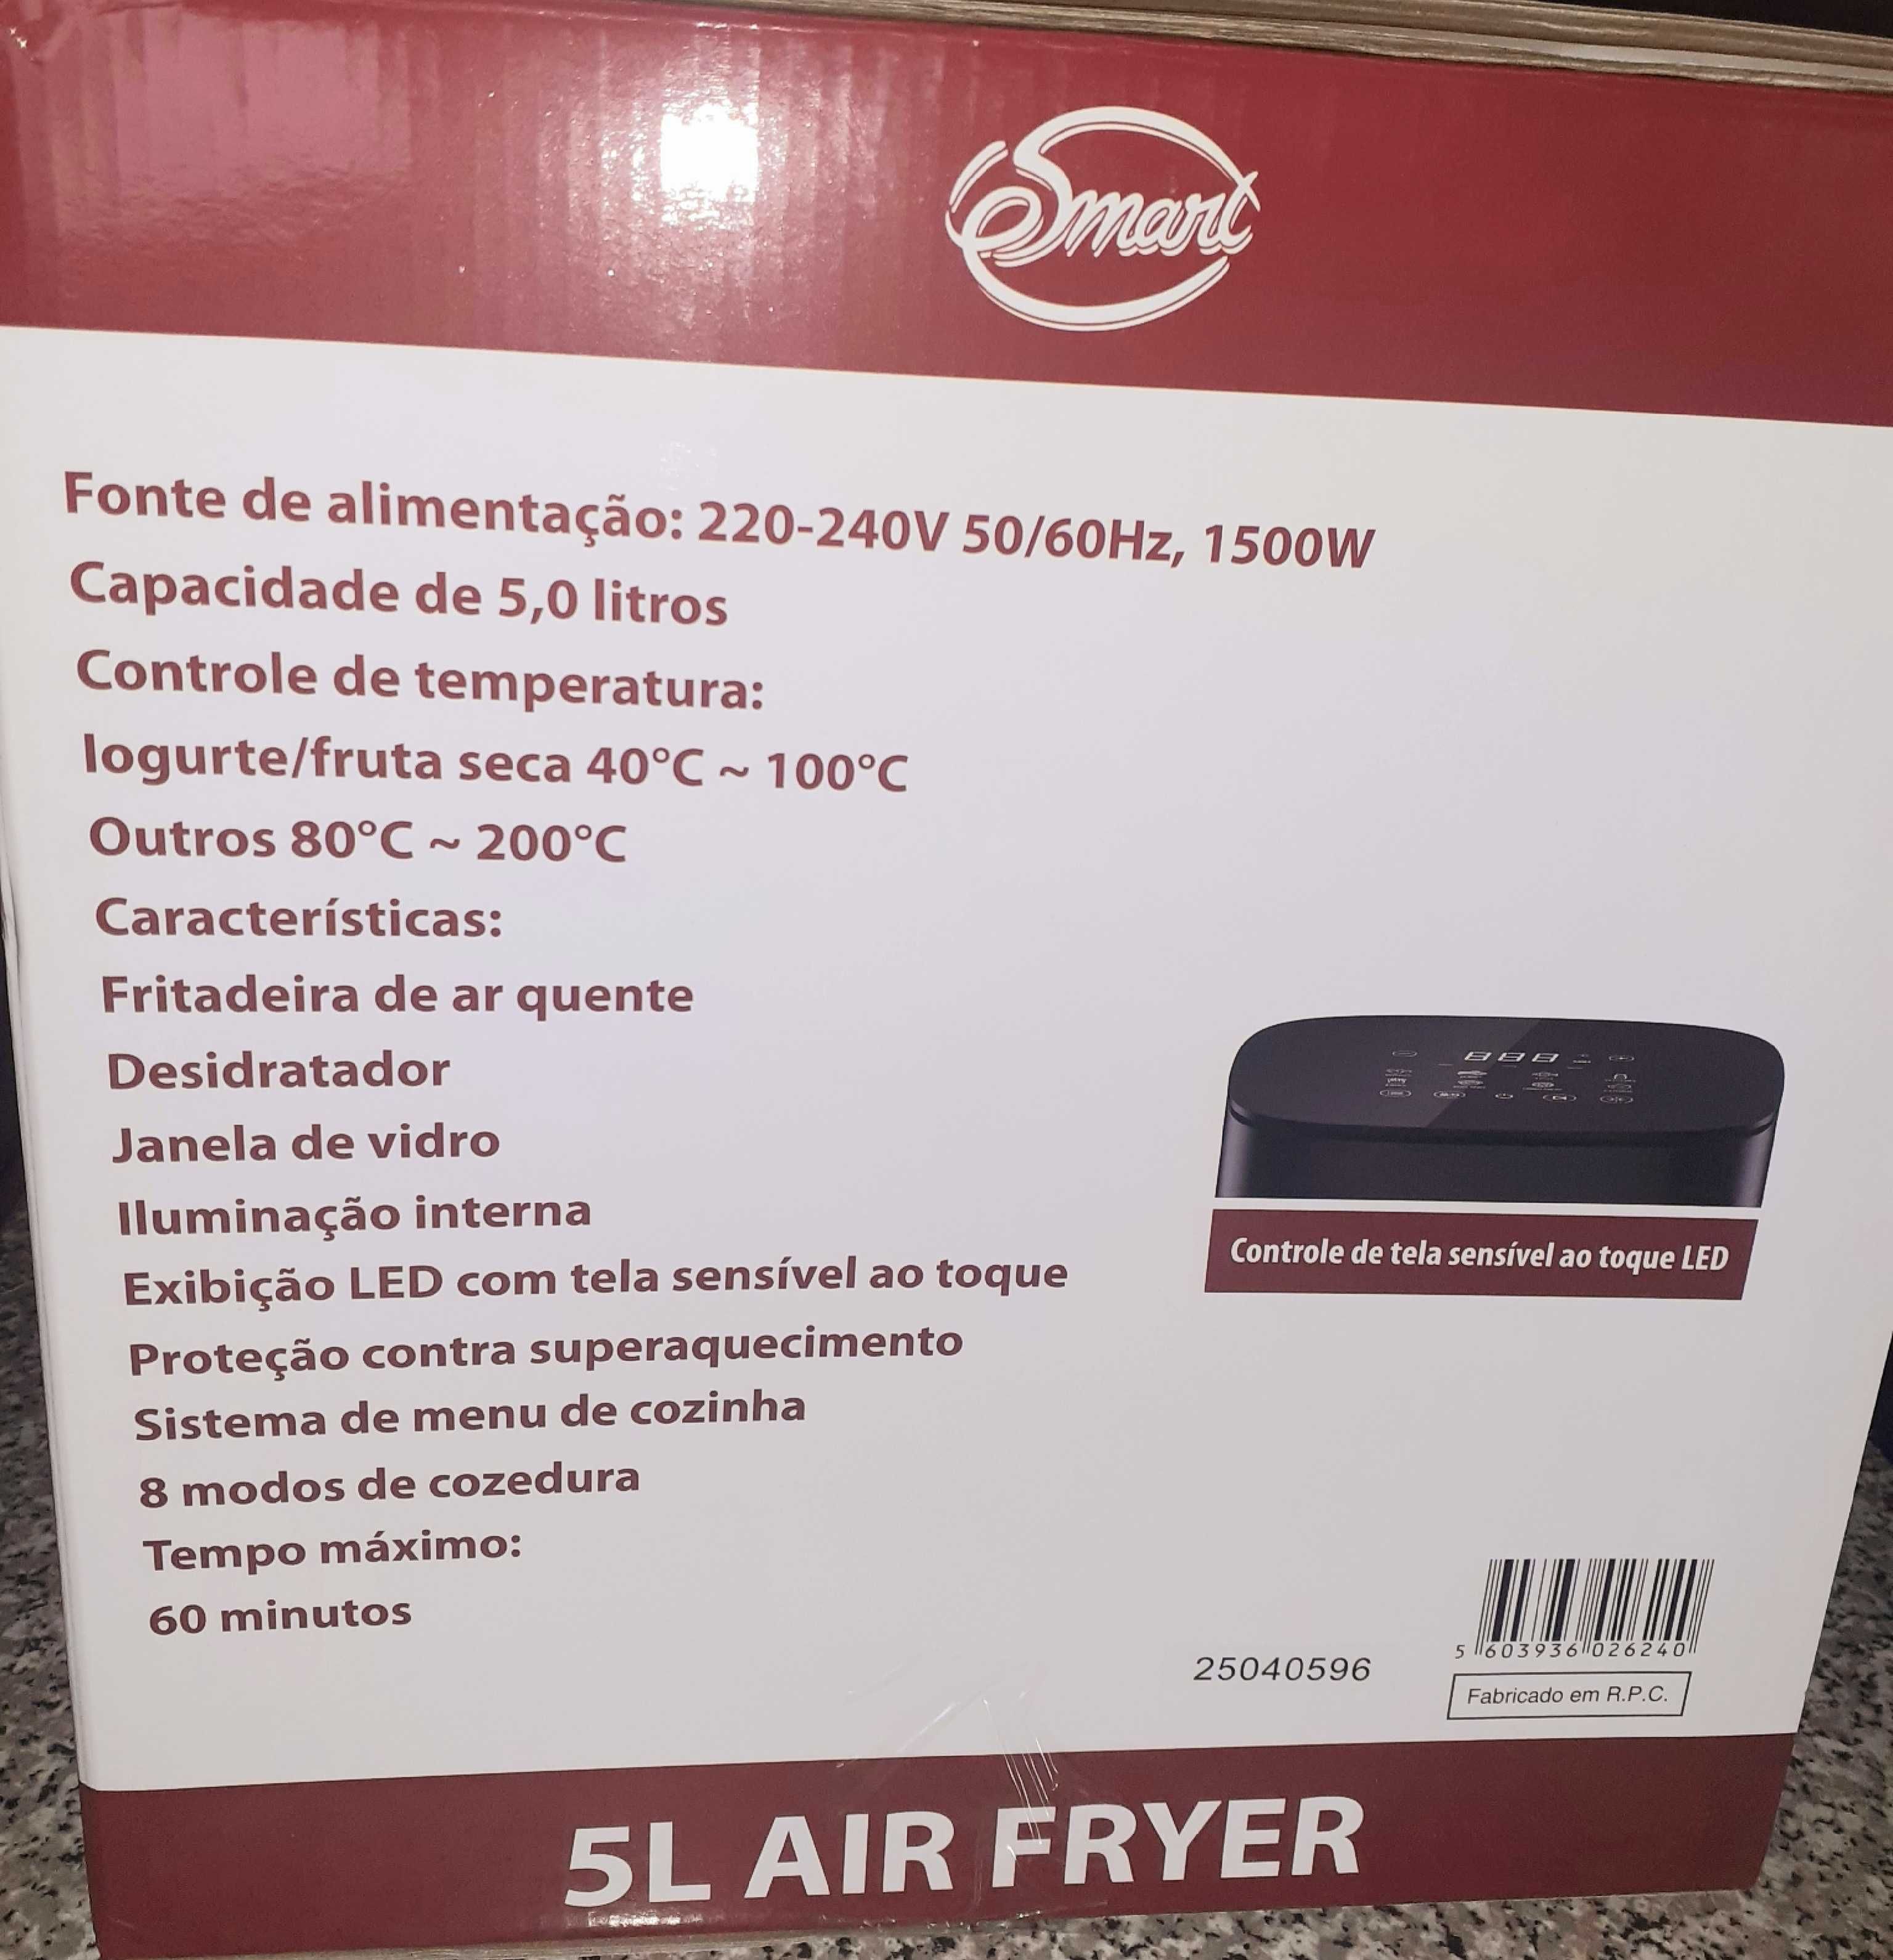 Smart
Fonte de alimentação: 220-240V 50/60Hz, 1500W
Capacidade de 5,0 litros
Controle de temperatura:
Iogurte/fruta seca 40°C ~ 100°C
Outros 80°C ~ 200°C
Características:
Fritadeira de ar quente
Desidratador
Janela de vidro
Iluminação interna
Exibição LED com tela sensível ao toque
Proteção contra superaquecimento
Sistema de menu de cozinha
8 modos de cozedura
Tempo máximo:
60 minutos
888
Controle de tela sensível ao toque LED
25040596
5 603936 026240
Fabricado em R.P.C.
5L AIR FRYER